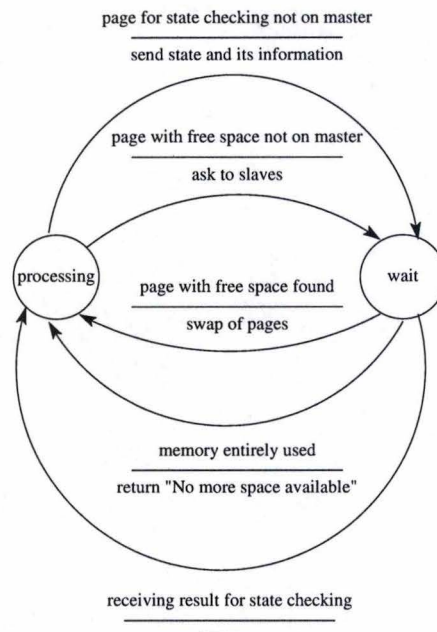 page for state checking not on master
send state and its information
page with free space not on master
ask to slaves
processing
wait
page with free space found
swap of pages
memory entirely used
return "No more space available"
receiving result for state checking